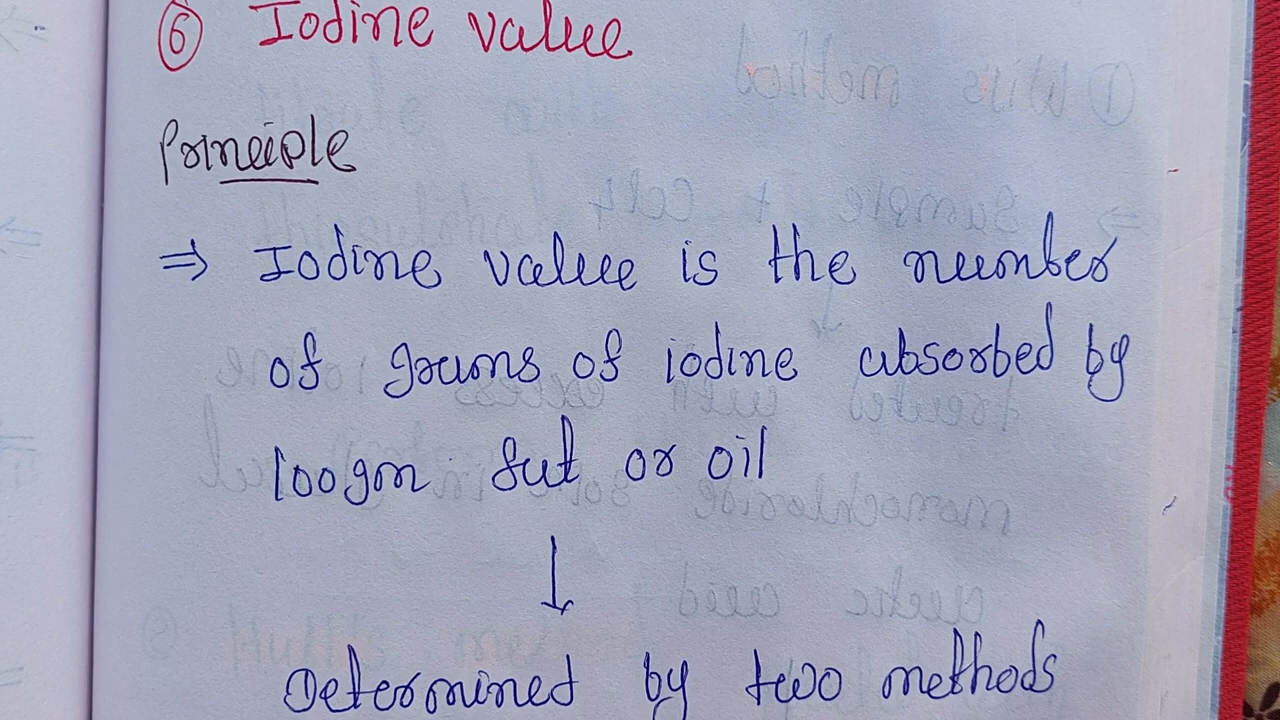 ⑥ Iodine value
Principle
⇒ Iodine value is the number
of grams of iodine absorbed by
100gm fat or oil
↓
Determined by two methods